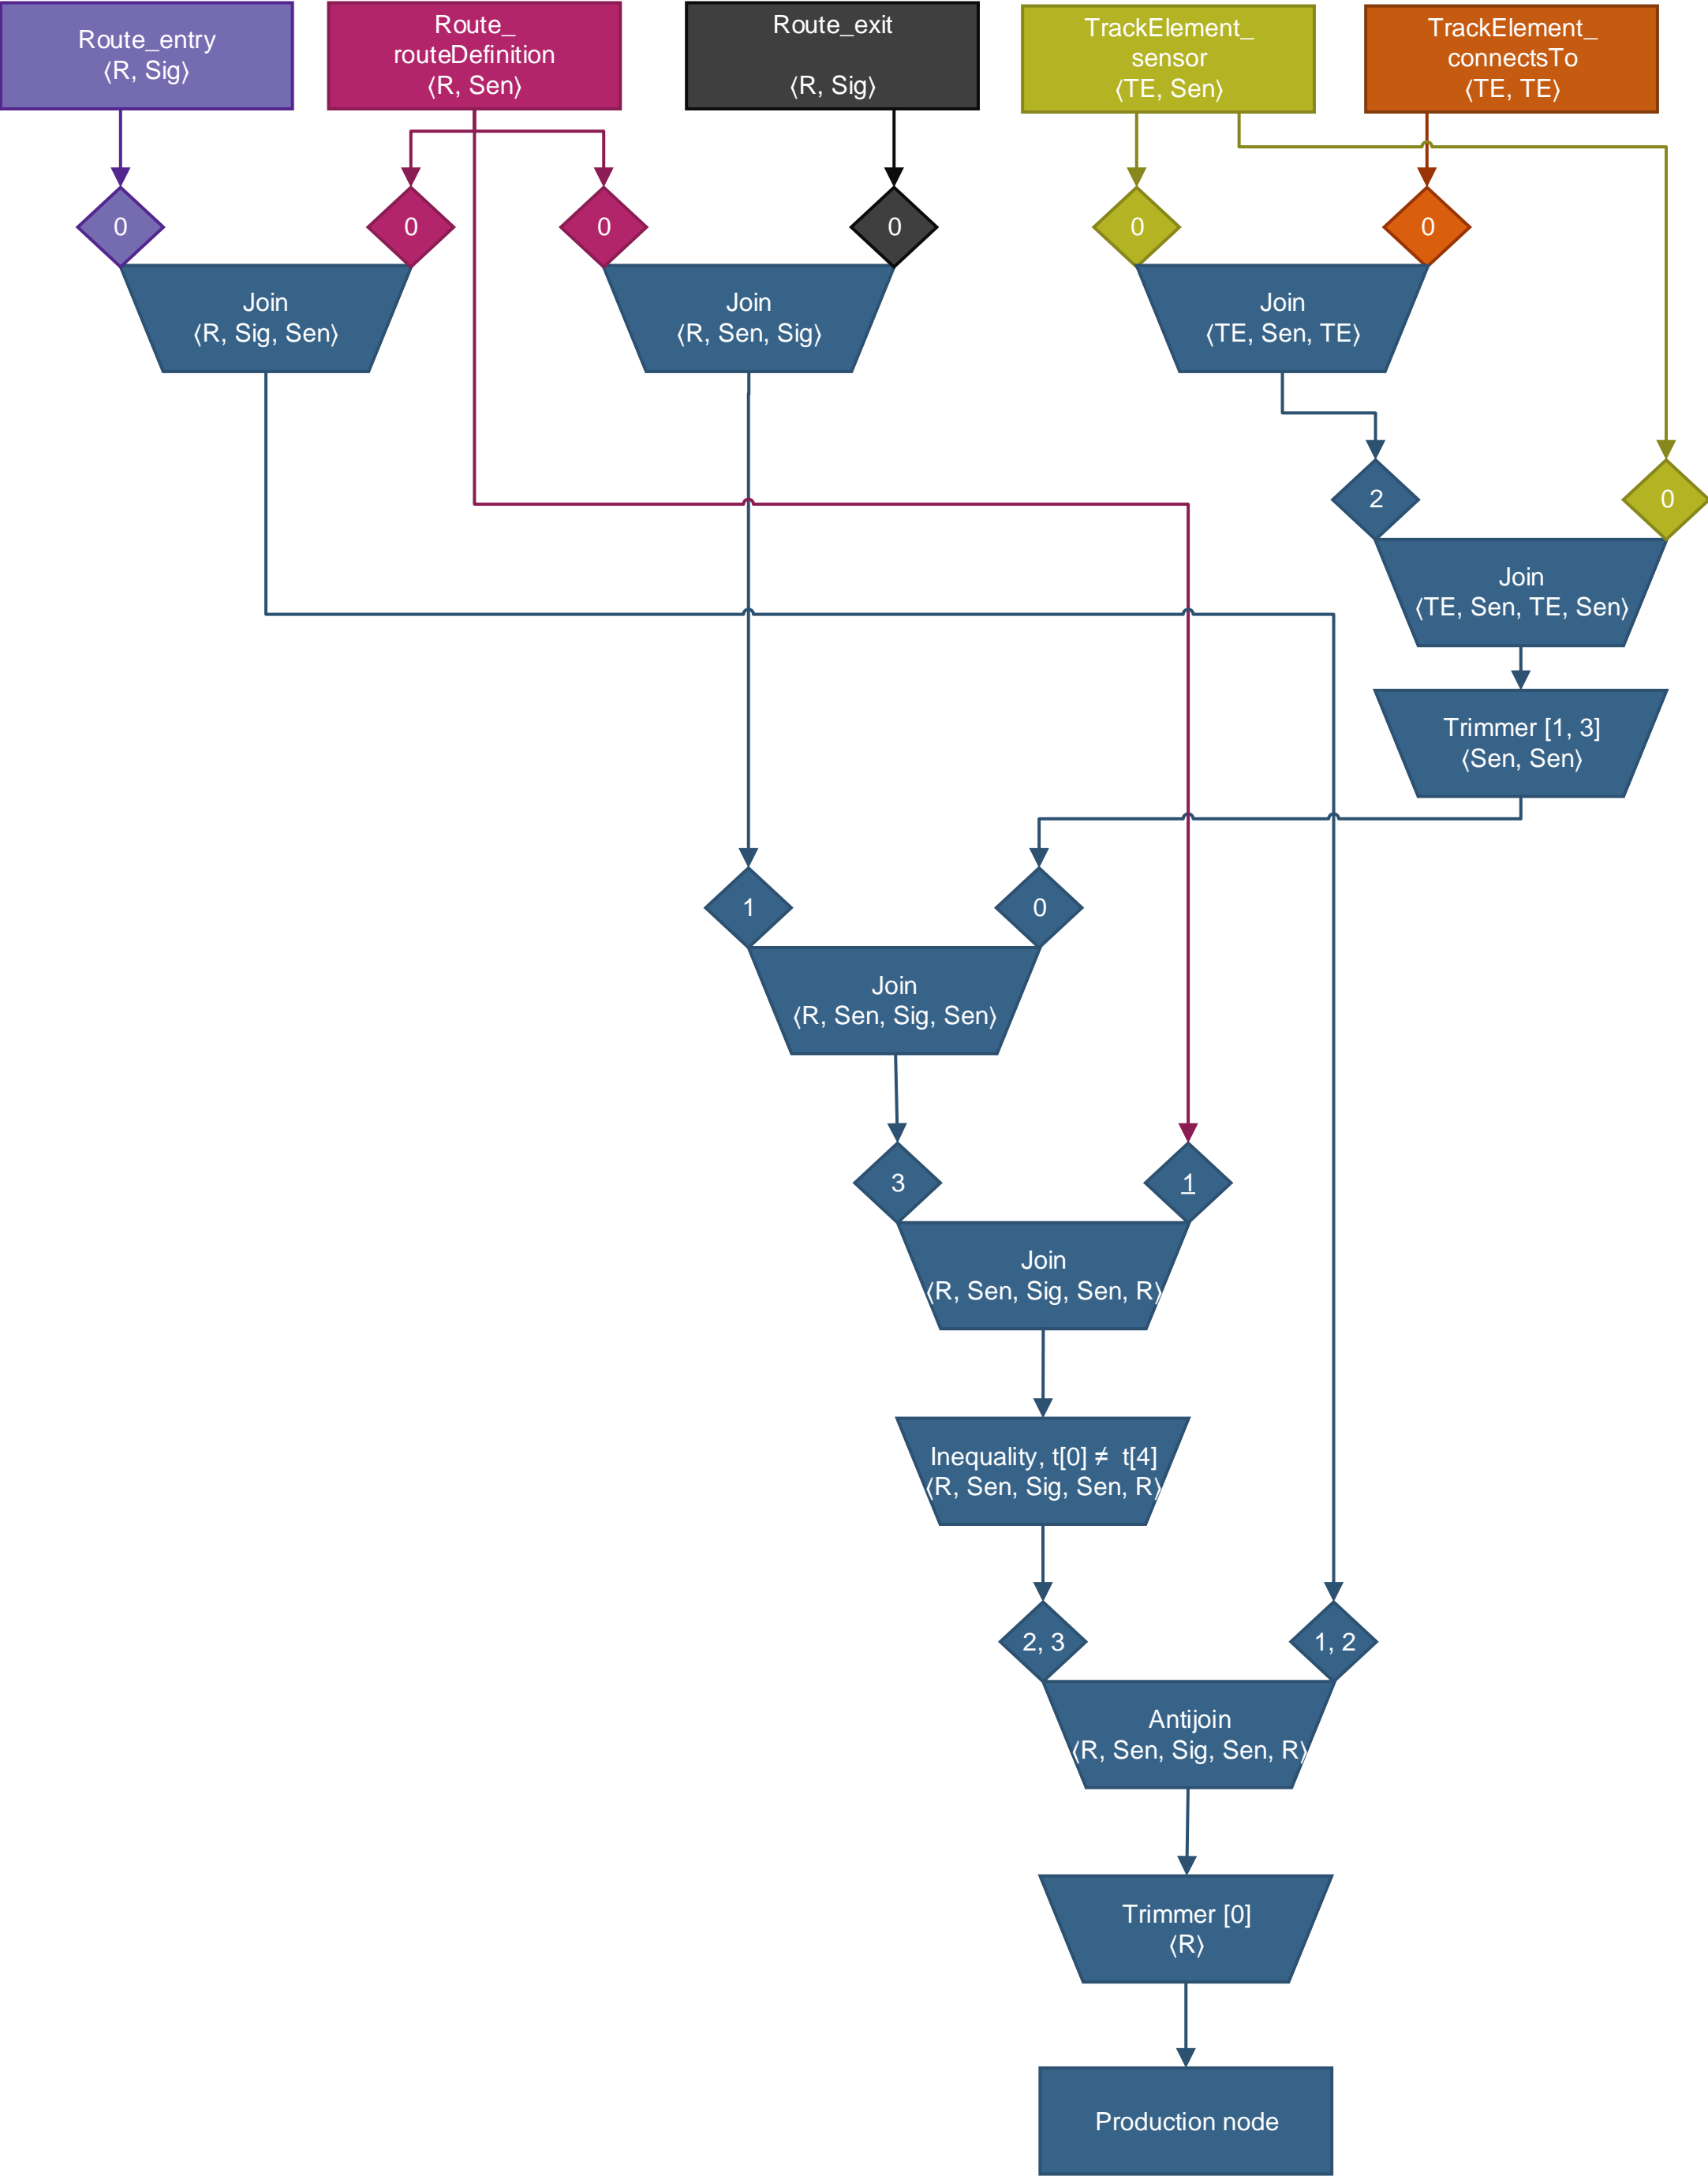 Route_entry
⟨R, Sig⟩
Route_
routeDefinition
⟨R, Sen⟩
Route_exit
⟨R, Sig⟩
TrackElement_
sensor
⟨TE, Sen⟩
TrackElement_
connectsTo
⟨TE, TE⟩
0
0
0
0
0
0
Join
⟨R, Sig, Sen⟩
Join
⟨R, Sen, Sig⟩
Join
⟨TE, Sen, TE⟩
2
0
Join
⟨TE, Sen, TE, Sen⟩
Trimmer [1, 3]
⟨Sen, Sen⟩
1
0
Join
⟨R, Sen, Sig, Sen⟩
3
1
Join
⟨R, Sen, Sig, Sen, R⟩
Inequality, t[0] ≠ t[4]
⟨R, Sen, Sig, Sen, R⟩
2, 3
1, 2
Antijoin
⟨R, Sen, Sig, Sen, R⟩
Trimmer [0]
⟨R⟩
Production node